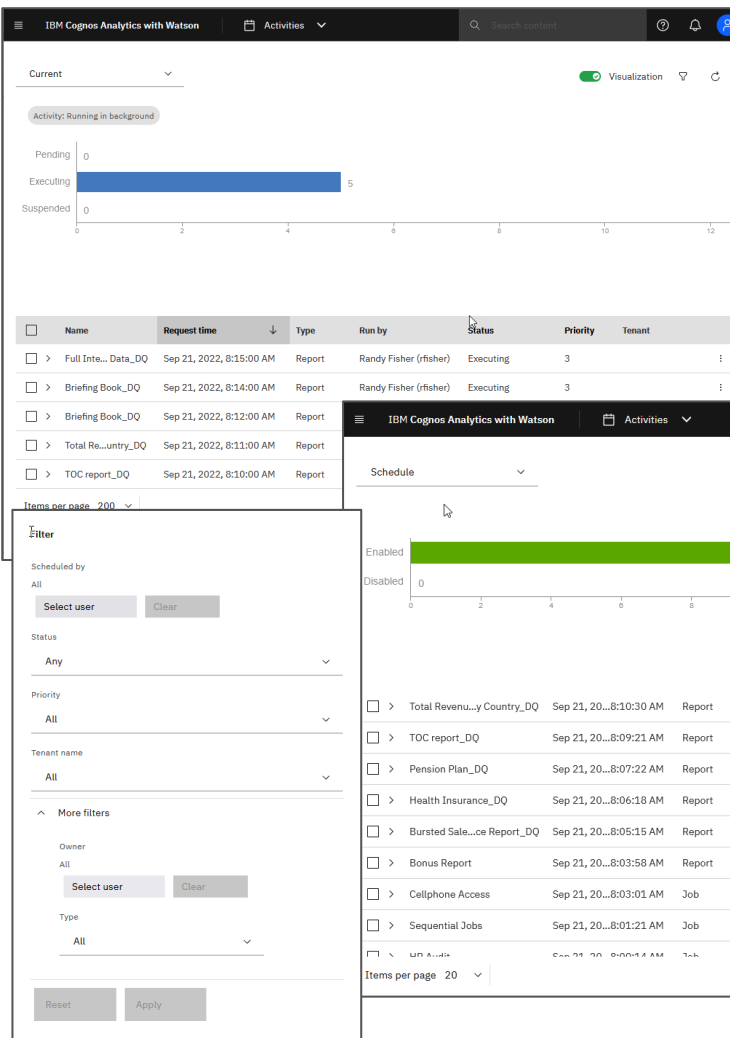 IBM Cognos Analytics with Watson
Activities
Search content
Current
Visualization
Activity: Running in background
Pending 0
Executing 5
Suspended 0
0 2 4 6 8 10 12
Name Request time Type Run by Status Priority Tenant
Full Inte... Data_DQ Sep 21, 2022, 8:15:00 AM Report Randy Fisher (rfisher) Executing 3
Briefing Book_DQ Sep 21, 2022, 8:14:00 AM Report Randy Fisher (rfisher) Executing 3
Briefing Book_DQ Sep 21, 2022, 8:12:00 AM Report
Total Re...untry_DQ Sep 21, 2022, 8:11:00 AM Report
TOC report_DQ Sep 21, 2022, 8:10:00 AM Report
Items per page 200
IBM Cognos Analytics with Watson
Activities
Schedule
Enabled
Disabled 0
0 2 4 6 8
Total Revenu...y Country_DQ Sep 21, 20...8:10:30 AM Report
TOC report_DQ Sep 21, 20...8:09:21 AM Report
Pension Plan_DQ Sep 21, 20...8:07:22 AM Report
Health Insurance_DQ Sep 21, 20...8:06:18 AM Report
Bursted Sale...ce Report_DQ Sep 21, 20...8:05:15 AM Report
Bonus Report Sep 21, 20...8:03:58 AM Report
Cellphone Access Sep 21, 20...8:03:01 AM Job
Sequential Jobs Sep 21, 20...8:01:21 AM Job
HR Audit Sep 21, 20...8:00:14 AM Job
Items per page 20
Filter
Scheduled by
All
Select user Clear
Status
Any
Priority
All
Tenant name
All
More filters
Owner
All
Select user Clear
Type
All
Reset Apply